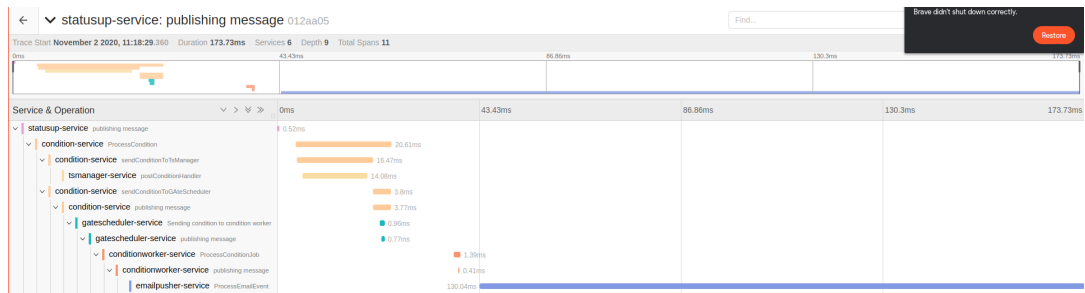 statusup-service: publishing message 012aa05
Find...
Brave didn't shut down correctly.
Restore
Trace Start November 2 2020, 11:18:29.360 Duration 173.73ms Services 6 Depth 9 Total Spans 11
0ms 43.43ms 86.86ms 130.3ms 173.73ms
Service & Operation 0ms 43.43ms 86.86ms 130.3ms 173.73ms
statusup-service publishing message 0.52ms
condition-service ProcessCondition 20.61ms
condition-service sendConditionToTsManager 16.47ms
tsmanager-service postConditionHandler 14.08ms
condition-service sendConditionToGAteScheduler 3.8ms
condition-service publishing message 3.77ms
gatescheduler-service Sending condition to condition worker 0.96ms
gatescheduler-service publishing message 0.77ms
conditionworker-service ProcessConditionJob 1.39ms
conditionworker-service publishing message 0.41ms
emailpusher-service ProcessEmailEvent 130.04ms